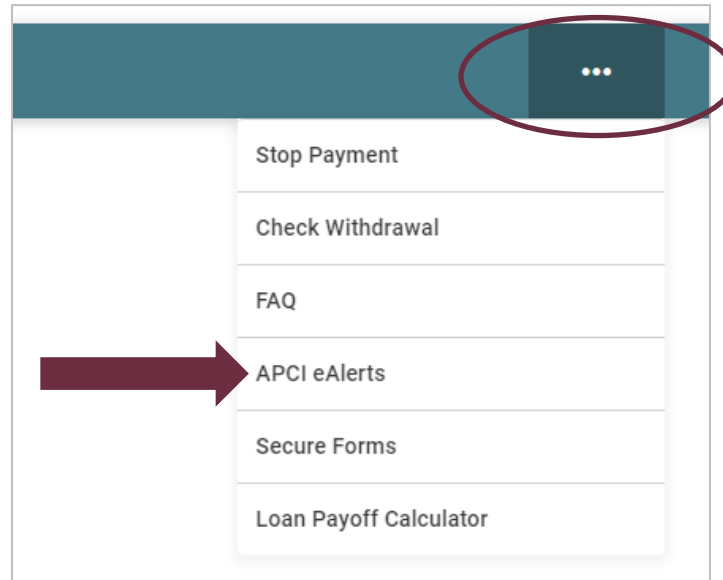 •••
Stop Payment
Check Withdrawal
FAQ
APCI eAlerts
Secure Forms
Loan Payoff Calculator